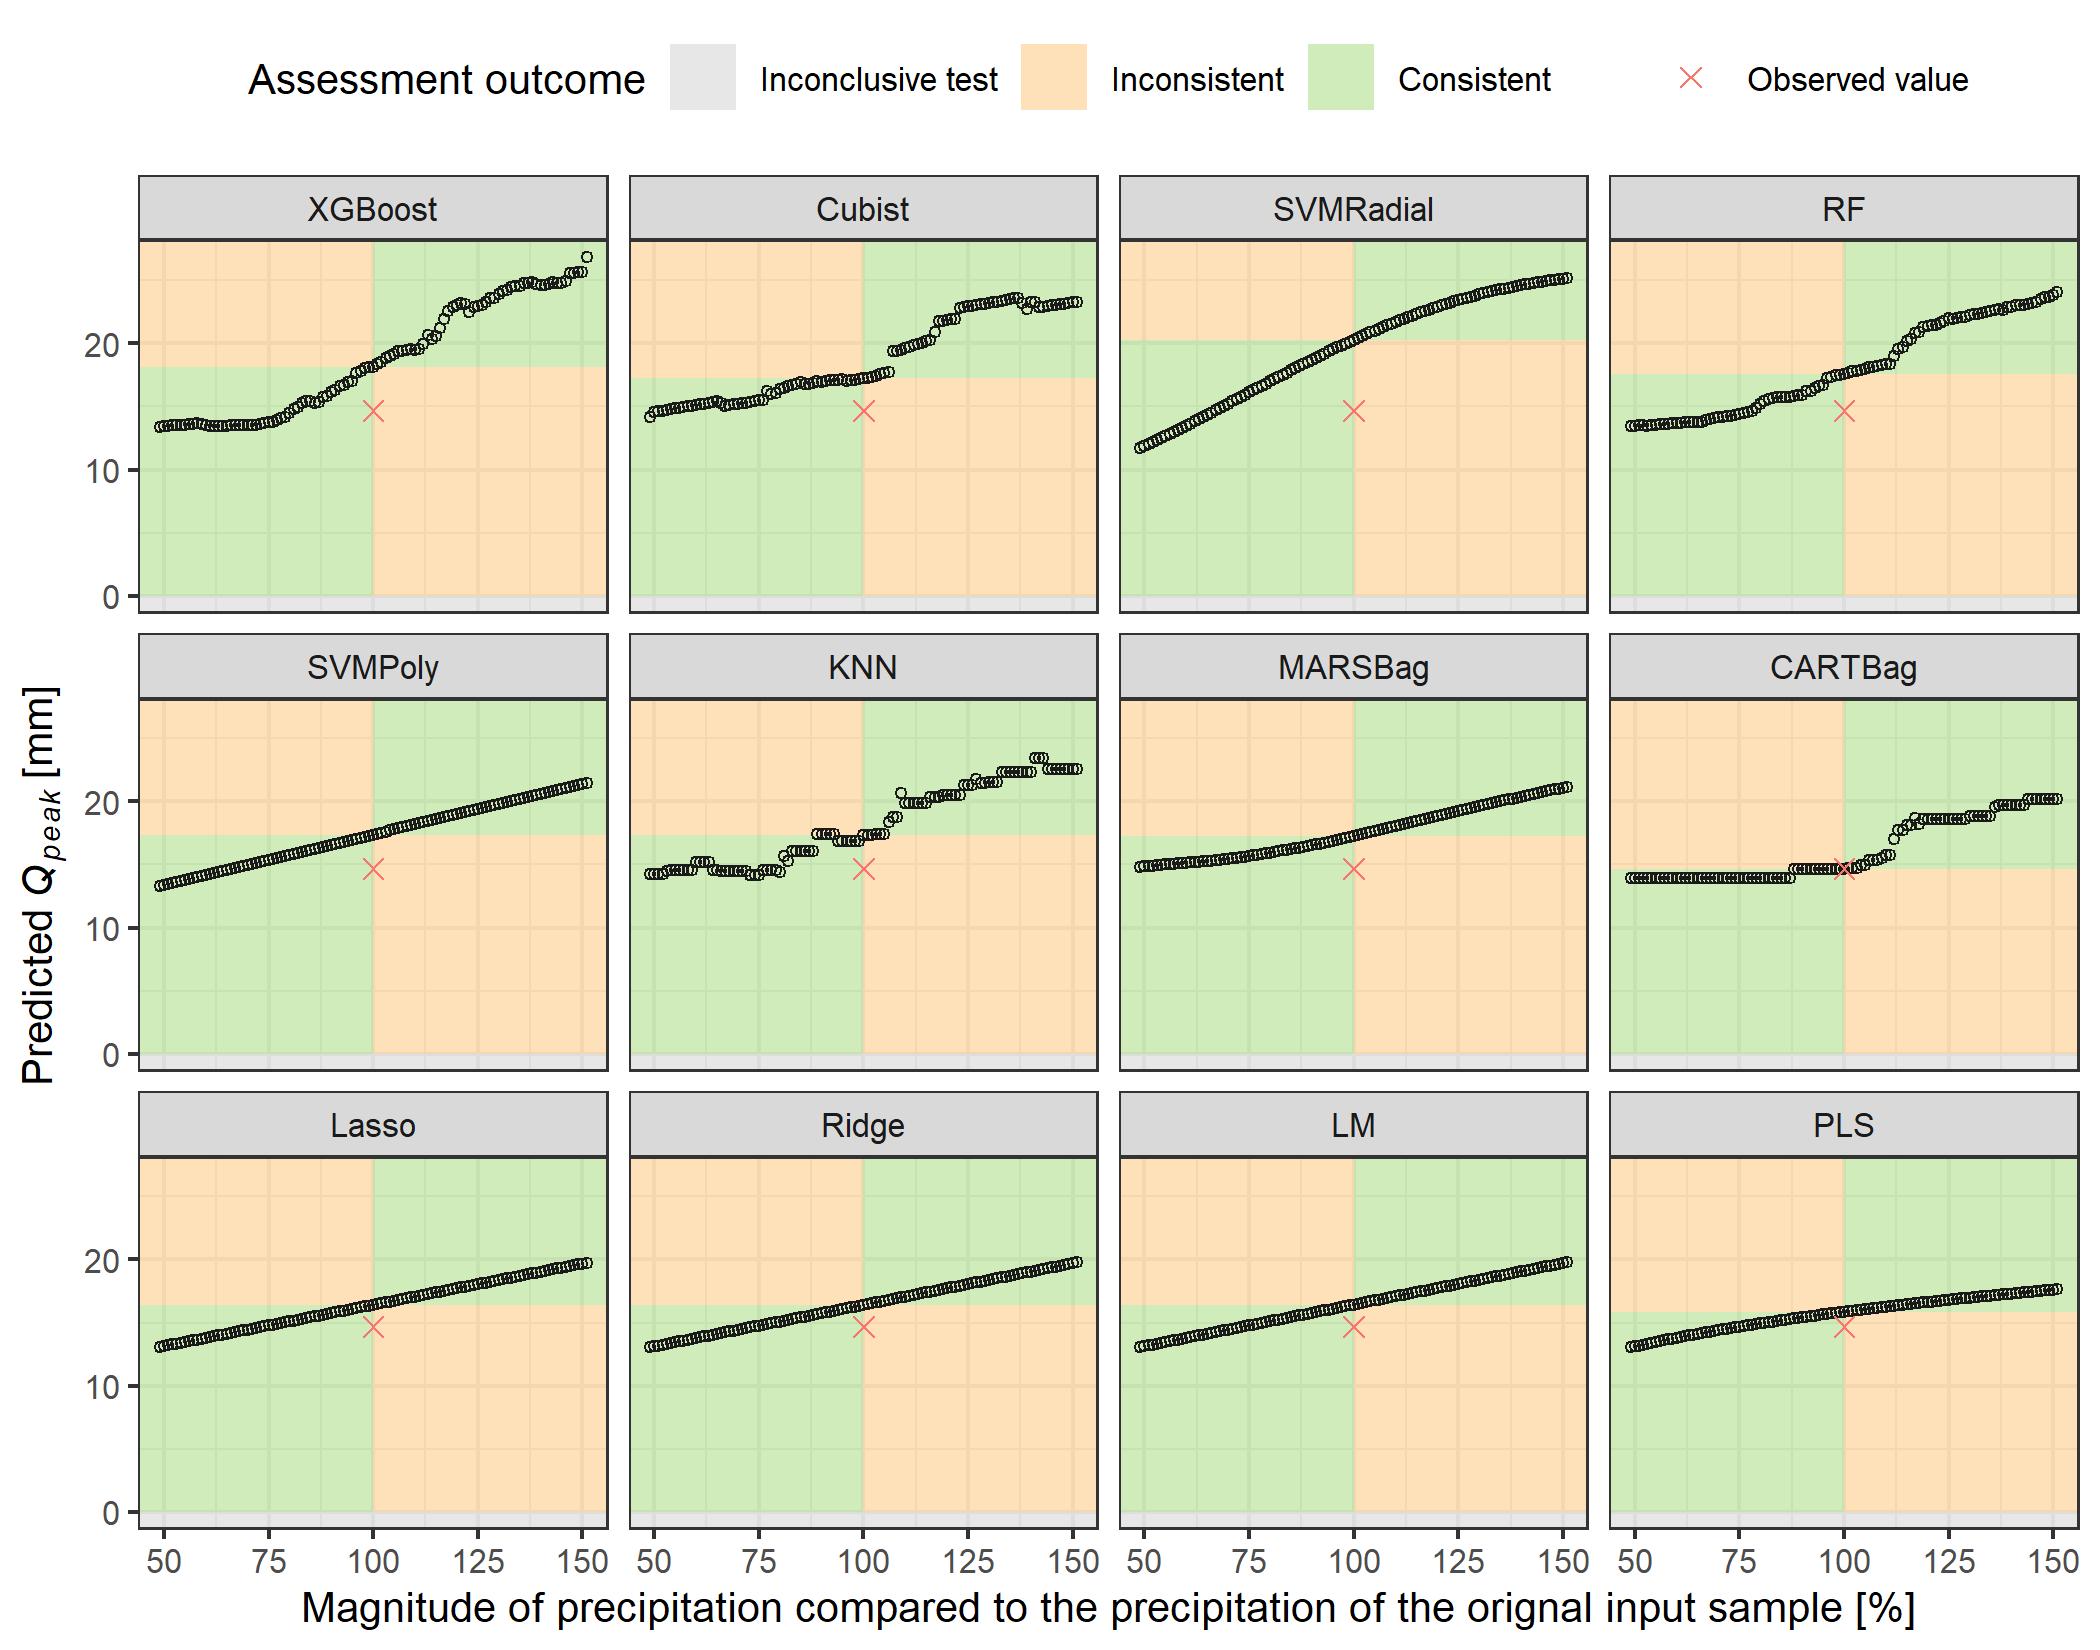 Assessment outcome Inconclusive test Inconsistent Consistent Observed value
XGBoost Cubist SVMRadial RF
20
10
0
SVMPoly KNN MARSBag CARTBag
20
10
0
Predicted Qpeak [mm]
Lasso Ridge LM PLS
20
10
0
50 75 100 125 150 50 75 100 125 150 50 75 100 125 150 50 75 100 125 150
Magnitude of precipitation compared to the precipitation of the orignal input sample [%]